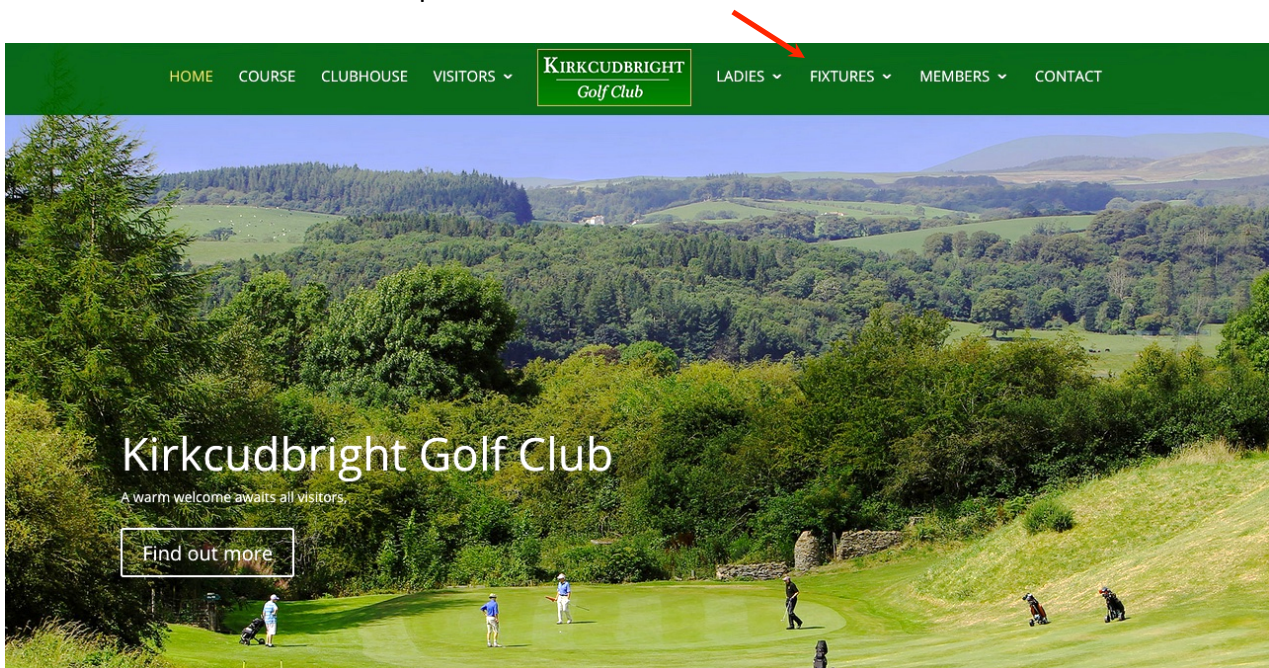 HOME COURSE CLUBHOUSE VISITORS KIRKCUDBRIGHT LADIES FIXTURES MEMBERS CONTACT
Golf Club
Kirkcudbright Golf Club
A warm welcome awaits all visitors.
Find out more